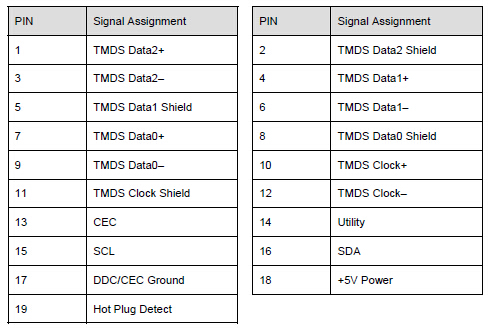 PIN Signal Assignment
1 TMDS Data2+
3 TMDS Data2–
5 TMDS Data1 Shield
7 TMDS Data0+
9 TMDS Data0–
11 TMDS Clock Shield
13 CEC
15 SCL
17 DDC/CEC Ground
19 Hot Plug Detect
PIN Signal Assignment
2 TMDS Data2 Shield
4 TMDS Data1+
6 TMDS Data1–
8 TMDS Data0 Shield
10 TMDS Clock+
12 TMDS Clock–
14 Utility
16 SDA
18 +5V Power